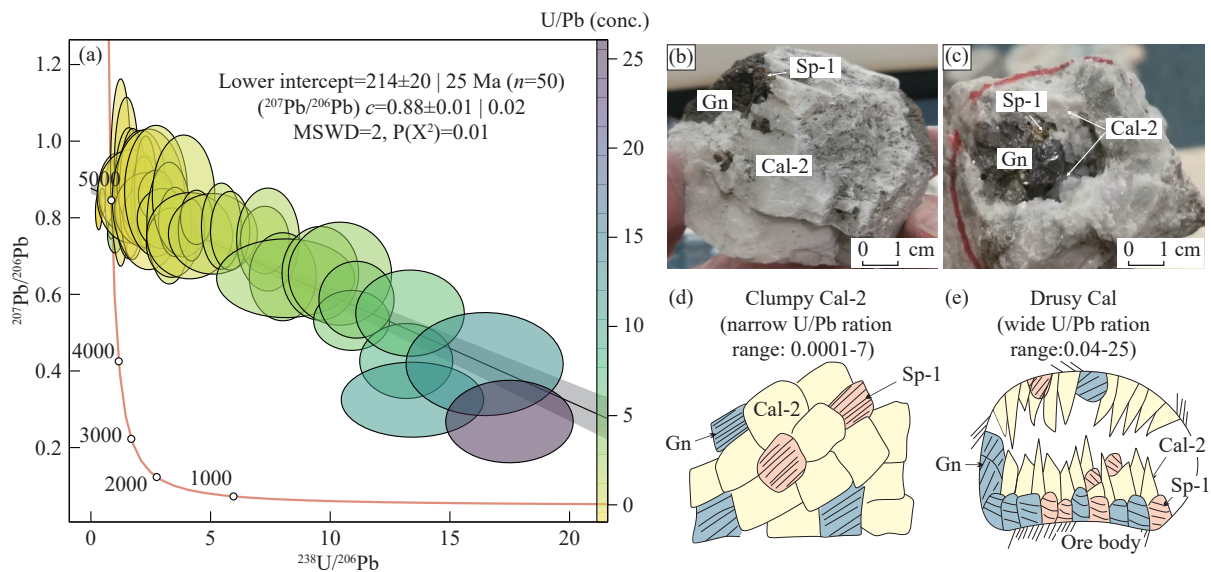 U/Pb (conc.)
(a)
Lower intercept=214±20 | 25 Ma (n=50)
(²⁰⁷Pb/²⁰⁶Pb) c=0.88±0.01 | 0.02
MSWD=2, P(X²)=0.01
1.2
1.0
0.8
0.6
0.4
0.2
²⁰⁷Pb/²⁰⁶Pb
5000
4000
3000
2000
1000
0
5
10
15
20
²³⁸U/²⁰⁶Pb
25
20
15
10
5
0
(b)
Sp-1
Gn
Cal-2
0 1 cm
(c)
Sp-1
Cal-2
Gn
0 1 cm
(d)
Clumpy Cal-2
(narrow U/Pb ration
range: 0.0001-7)
Sp-1
Cal-2
Gn
(e)
Drusy Cal
(wide U/Pb ration
range:0.04-25)
Cal-2
Gn
Sp-1
Ore body